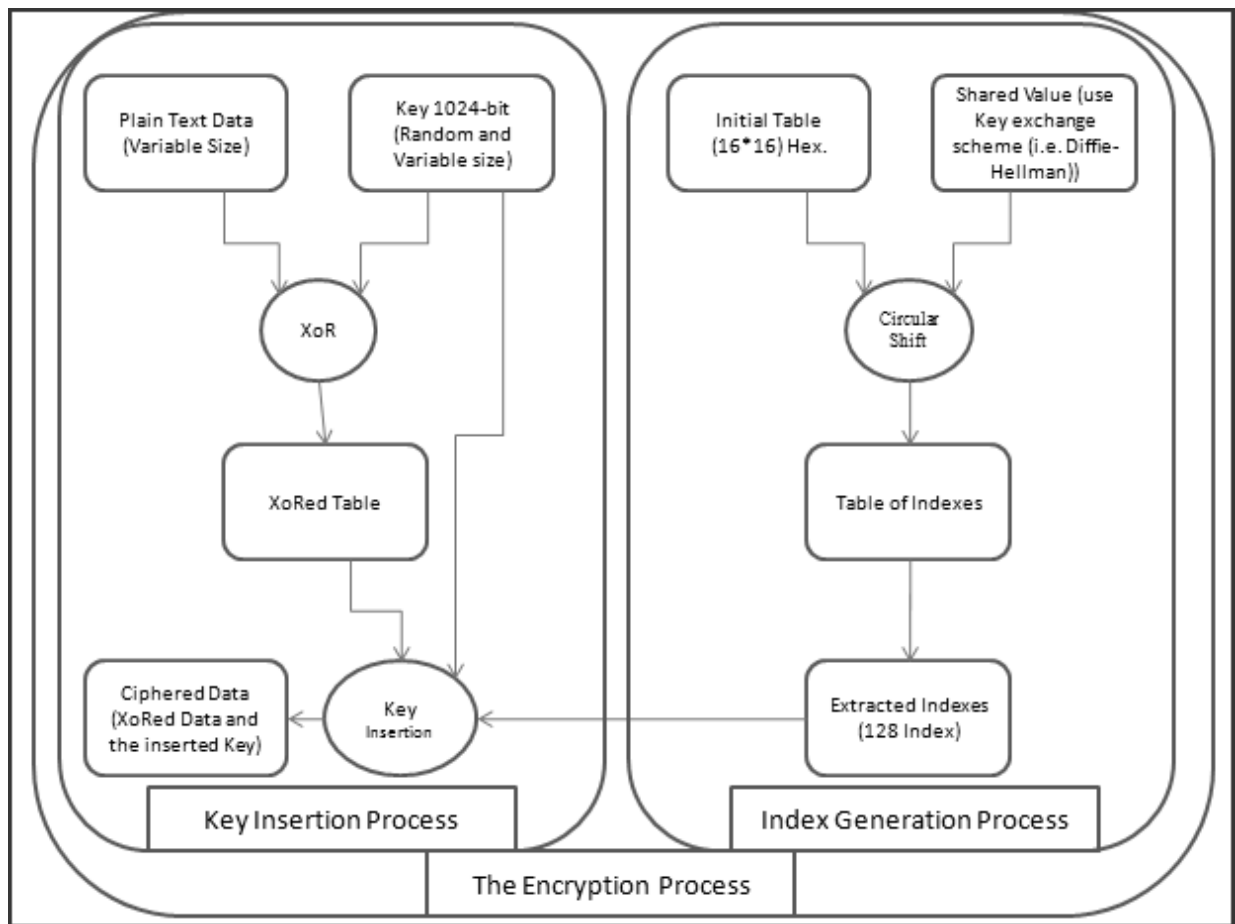 Plain Text Data
(Variable Size)
Key 1024-bit
(Random and
Variable size)
Initial Table
(16*16) Hex.
Shared Value (use
Key exchange
scheme (i.e. Diffie-
Hellman))
XoR
Circular
Shift
XoRed Table
Table of Indexes
Ciphered Data
(XoRed Data and
the inserted Key)
Key
Insertion
Extracted Indexes
(128 Index)
Key Insertion Process
Index Generation Process
The Encryption Process